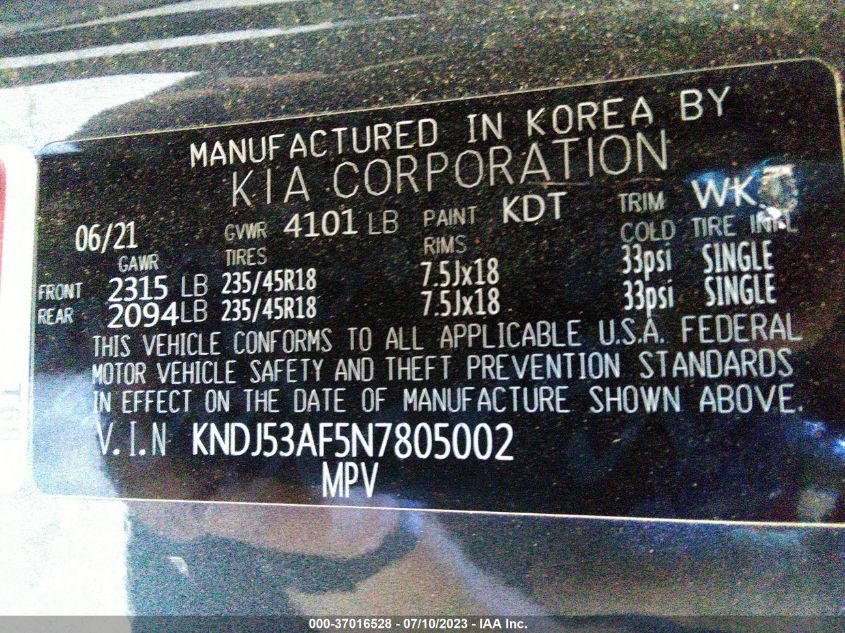 MANUFACTURED IN KOREA BY
KIA CORPORATION
06/21 GVWR 4101 LB PAINT KDT TRIM WK
GAWR TIRES RIMS COLD TIRE INFL
FRONT 2315 LB 235/45R18 7.5Jx18 33psi SINGLE
REAR 2094LB 235/45R18 7.5Jx18 33psi SINGLE
THIS VEHICLE CONFORMS TO ALL APPLICABLE U.S.A. FEDERAL
MOTOR VEHICLE SAFETY AND THEFT PREVENTION STANDARDS
IN EFFECT ON THE DATE OF MANUFACTURE SHOWN ABOVE.
V.I.N KNDJ53AF5N7805002
MPV
000-37016528 - 07/10/2023 - IAA Inc.